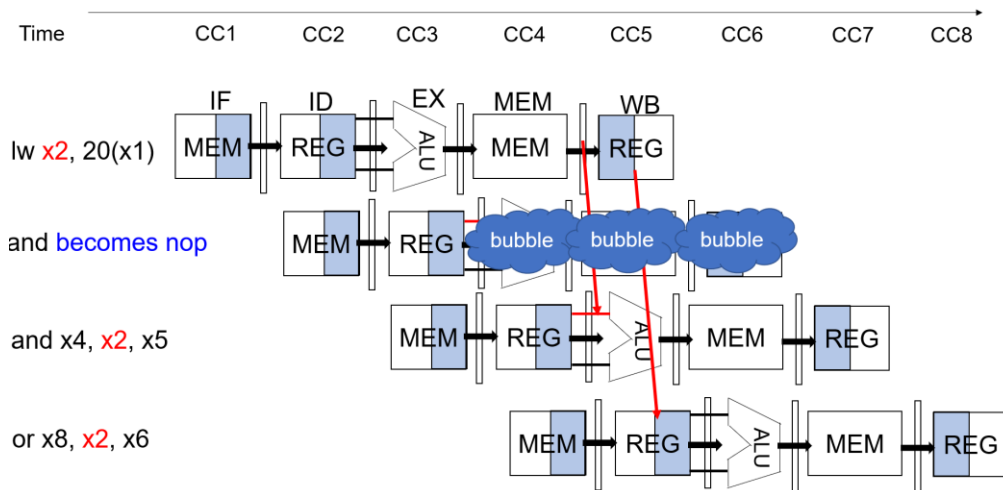 Time CC1 CC2 CC3 CC4 CC5 CC6 CC7 CC8
IF ID EX MEM WB
lw x2, 20(x1) MEM REG ALU MEM REG
and becomes nop MEM REG bubble bubble bubble
and x4, x2, x5 MEM REG ALU MEM REG
or x8, x2, x6 MEM REG ALU MEM REG